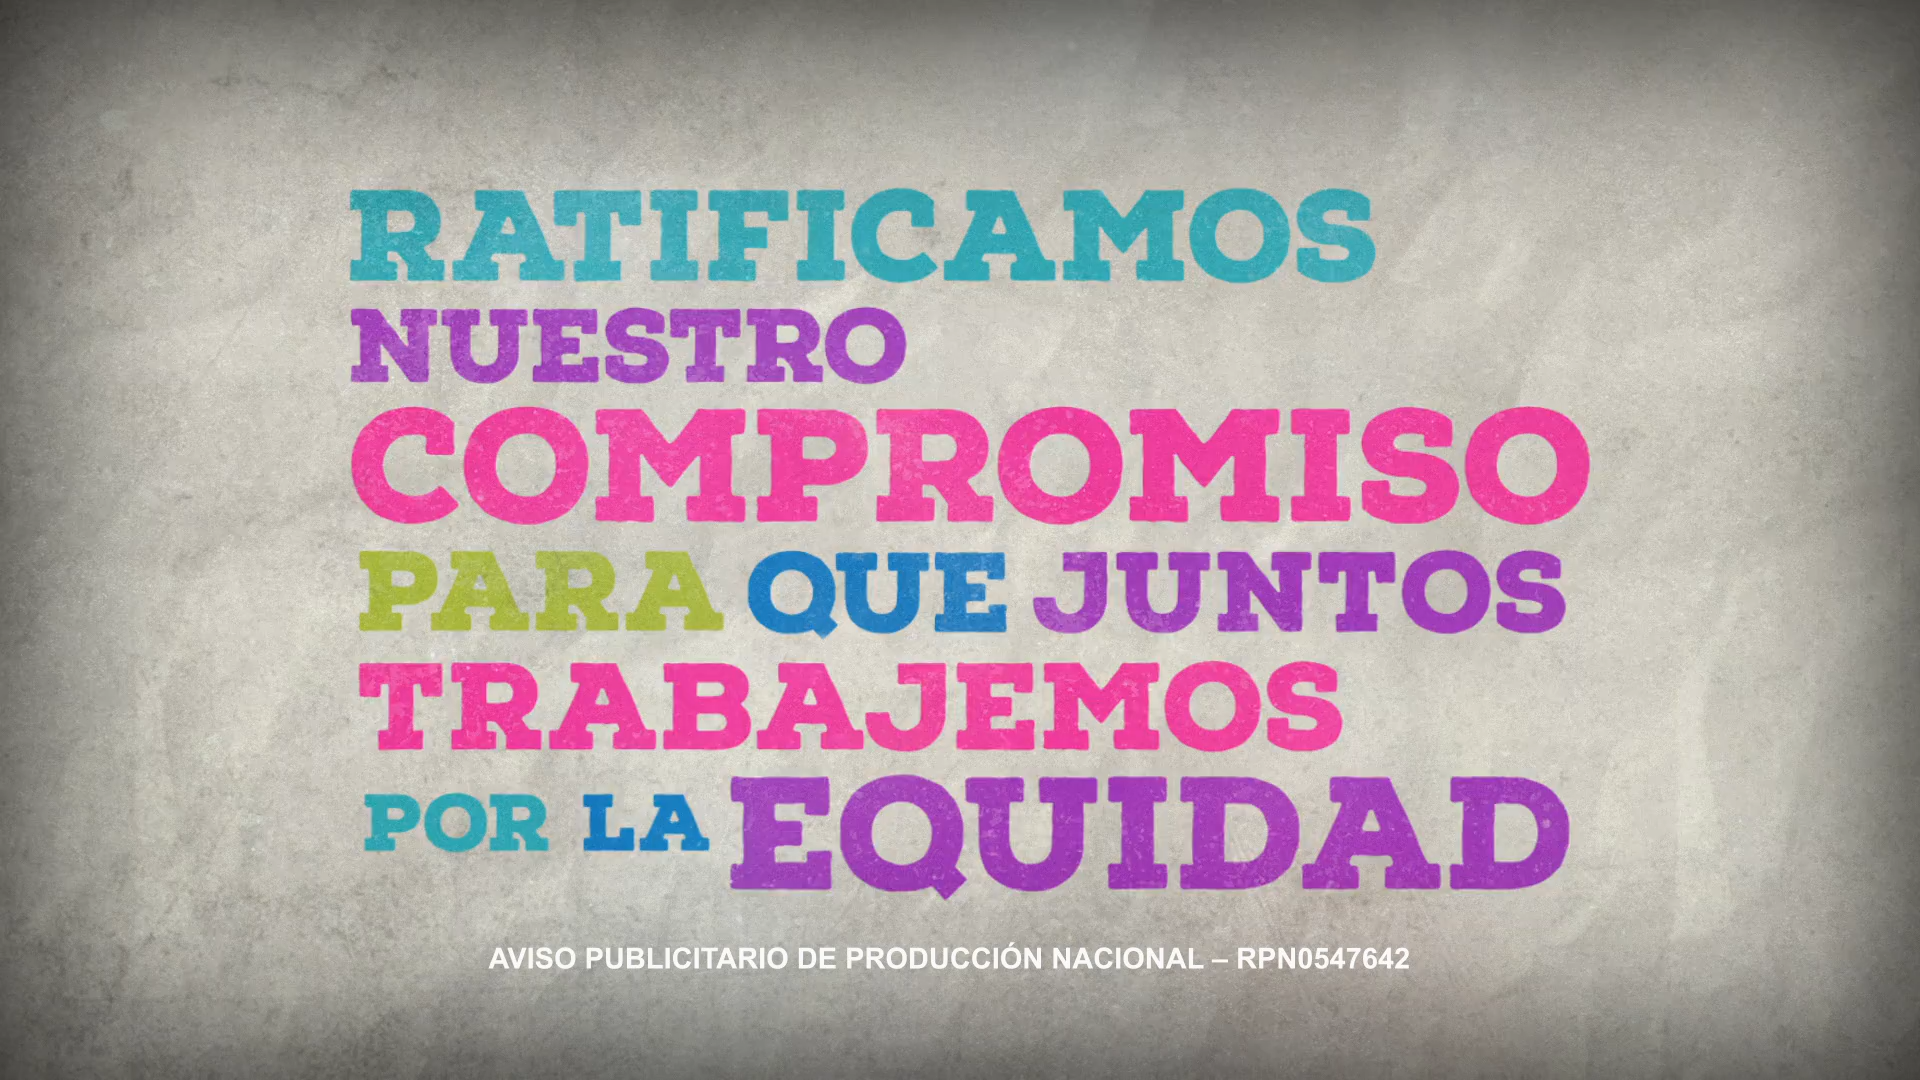 RATIFICAMOS
NUESTRO
COMPROMISO
PARA QUE JUNTOS
TRABAJEMOS
POR LA EQUIDAD
AVISO PUBLICITARIO DE PRODUCCIÓN NACIONAL – RPN0547642